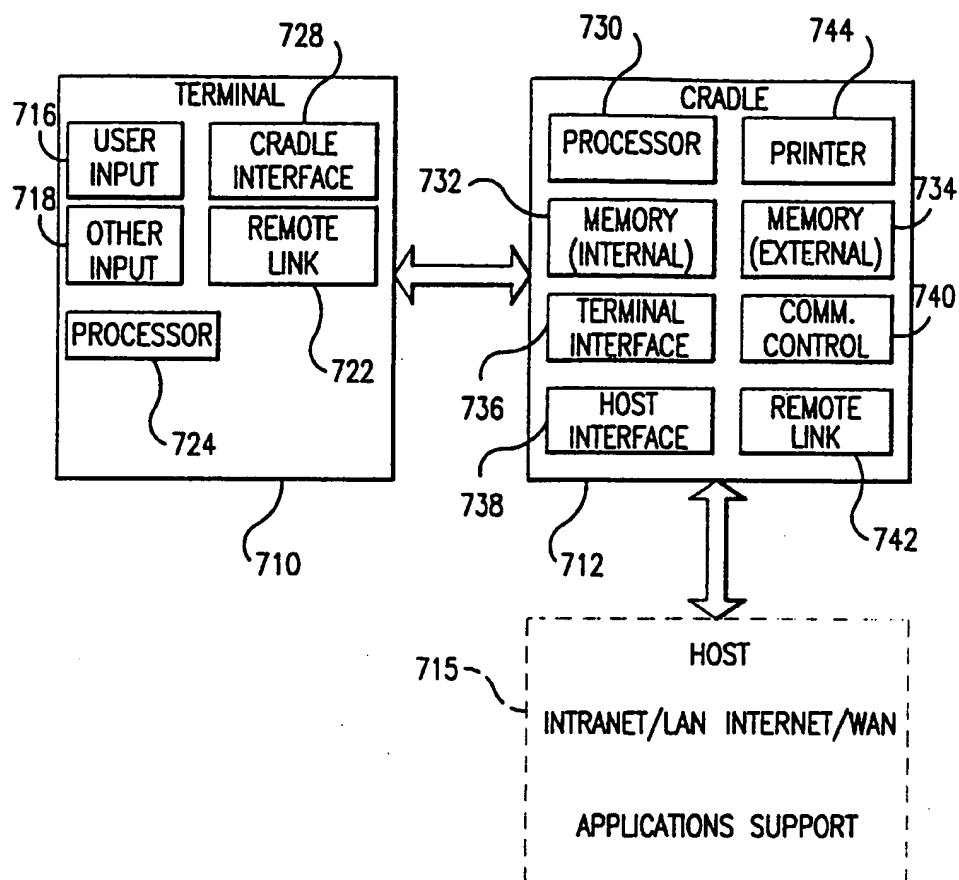 728
730
744
TERMINAL
CRADLE
716
USER
INPUT
CRADLE
INTERFACE
PROCESSOR
PRINTER
718
732
734
OTHER
INPUT
REMOTE
LINK
MEMORY
(INTERNAL)
MEMORY
(EXTERNAL)
740
PROCESSOR
TERMINAL
INTERFACE
COMM.
CONTROL
722
736
724
HOST
INTERFACE
REMOTE
LINK
738
710
712
742
715
HOST
INTRANET/LAN INTERNET/WAN
APPLICATIONS SUPPORT